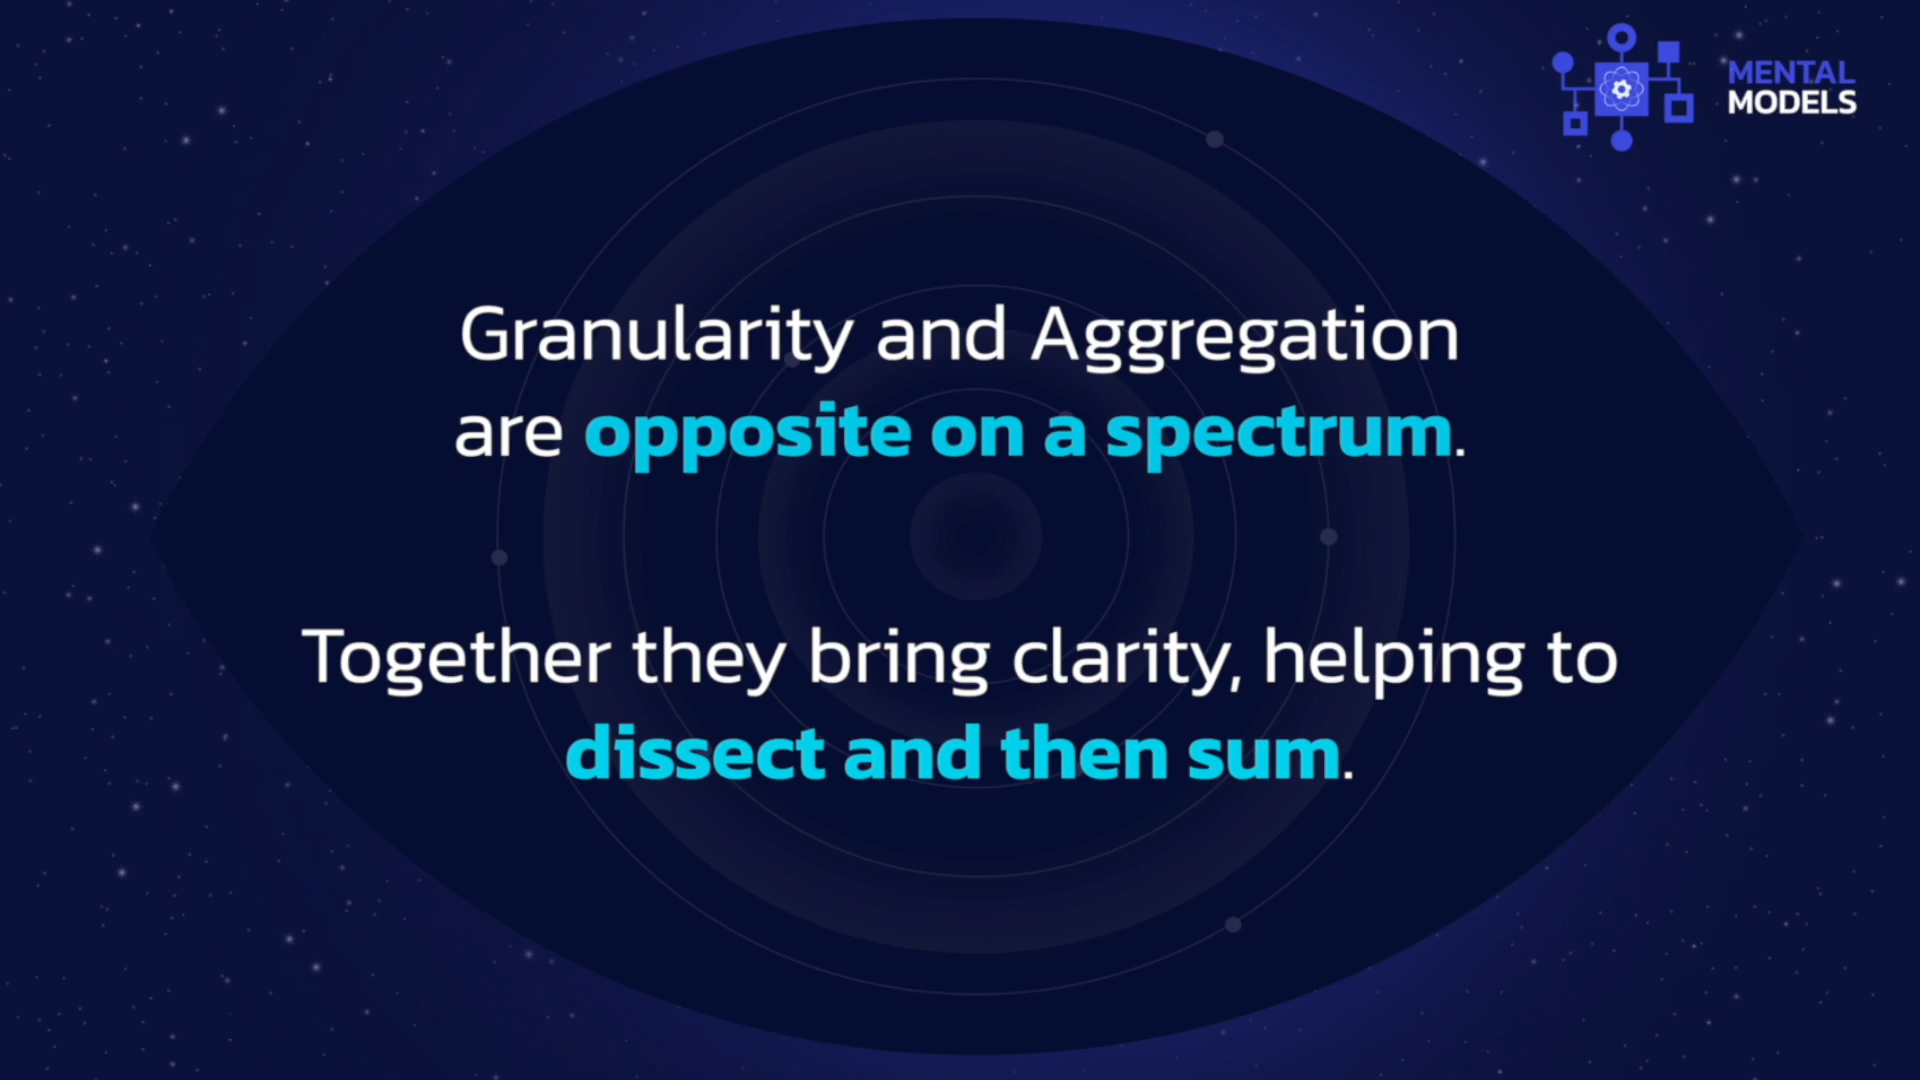 MENTAL
MODELS
Granularity and Aggregation
are opposite on a spectrum.
Together they bring clarity, helping to
dissect and then sum.